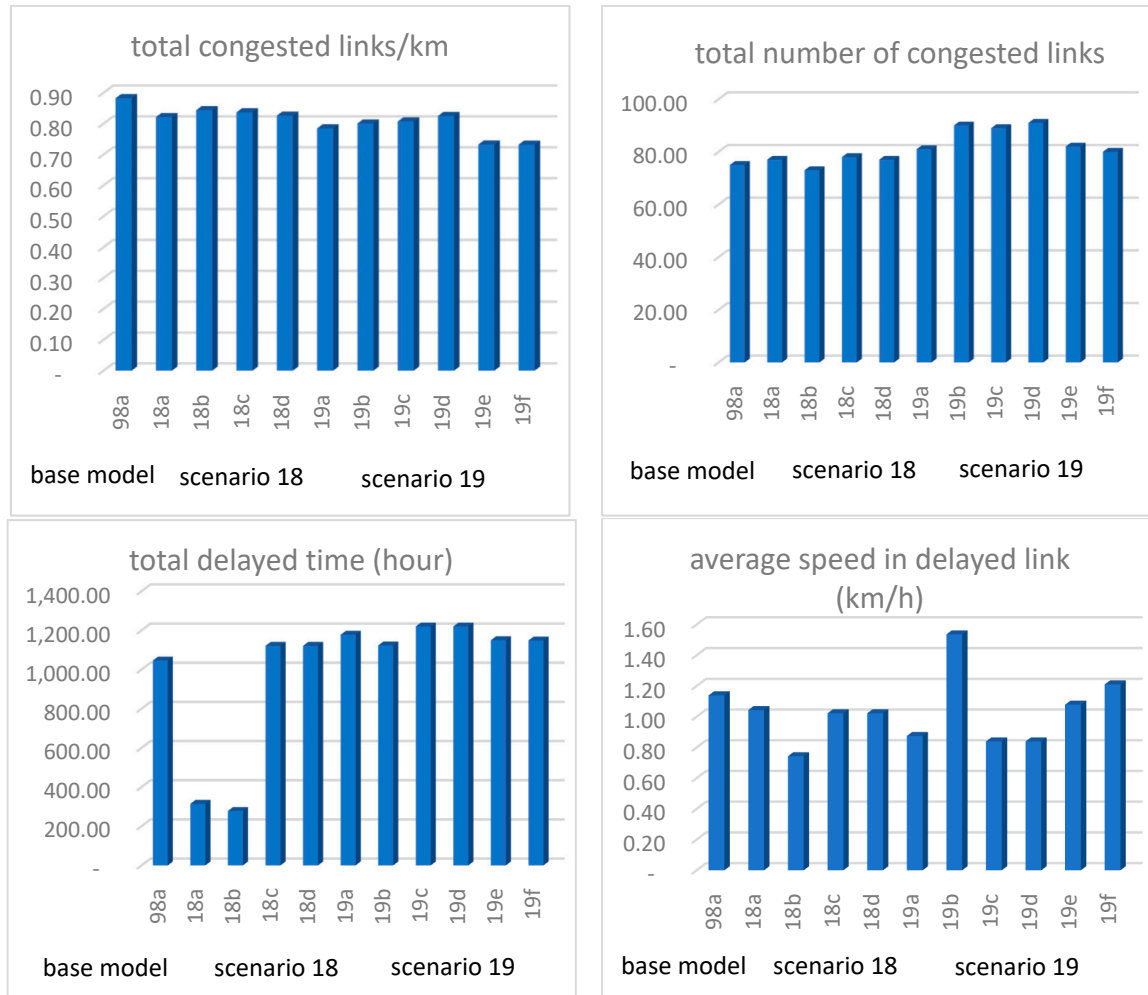 total congested links/km
0.90
0.80
0.70
0.60
0.50
0.40
0.30
0.20
0.10
-
98a 18a 18b 18c 18d 19a 19b 19c 19d 19e 19f
base model scenario 18 scenario 19
total number of congested links
100.00
80.00
60.00
40.00
20.00
-
98a 18a 18b 18c 18d 19a 19b 19c 19d 19e 19f
base model scenario 18 scenario 19
total delayed time (hour)
1,400.00
1,200.00
1,000.00
800.00
600.00
400.00
200.00
-
98a 18a 18b 18c 18d 19a 19b 19c 19d 19e 19f
base model scenario 18 scenario 19
average speed in delayed link
(km/h)
1.60
1.40
1.20
1.00
0.80
0.60
0.40
0.20
-
98a 18a 18b 18c 18d 19a 19b 19c 19d 19e 19f
base model scenario 18 scenario 19